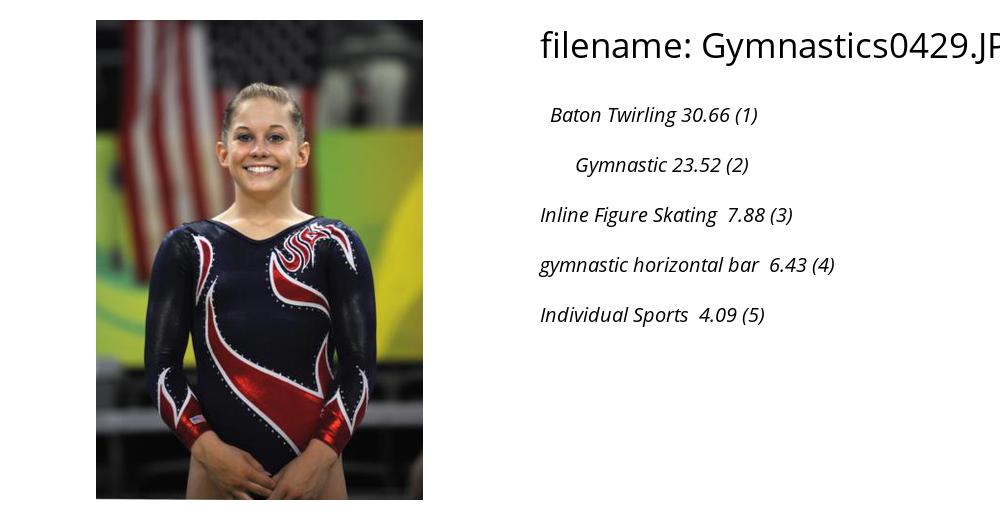 filename: Gymnastics0429.JP
Baton Twirling 30.66 (1)
Gymnastic 23.52 (2)
Inline Figure Skating 7.88 (3)
gymnastic horizontal bar 6.43 (4)
Individual Sports 4.09 (5)
USA